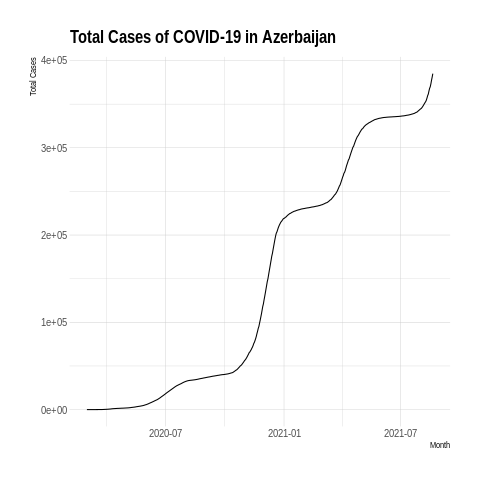 Total Cases of COVID-19 in Azerbaijan
Total Cases
4e+05
3e+05
2e+05
1e+05
0e+00
2020-07
2021-01
2021-07
Month